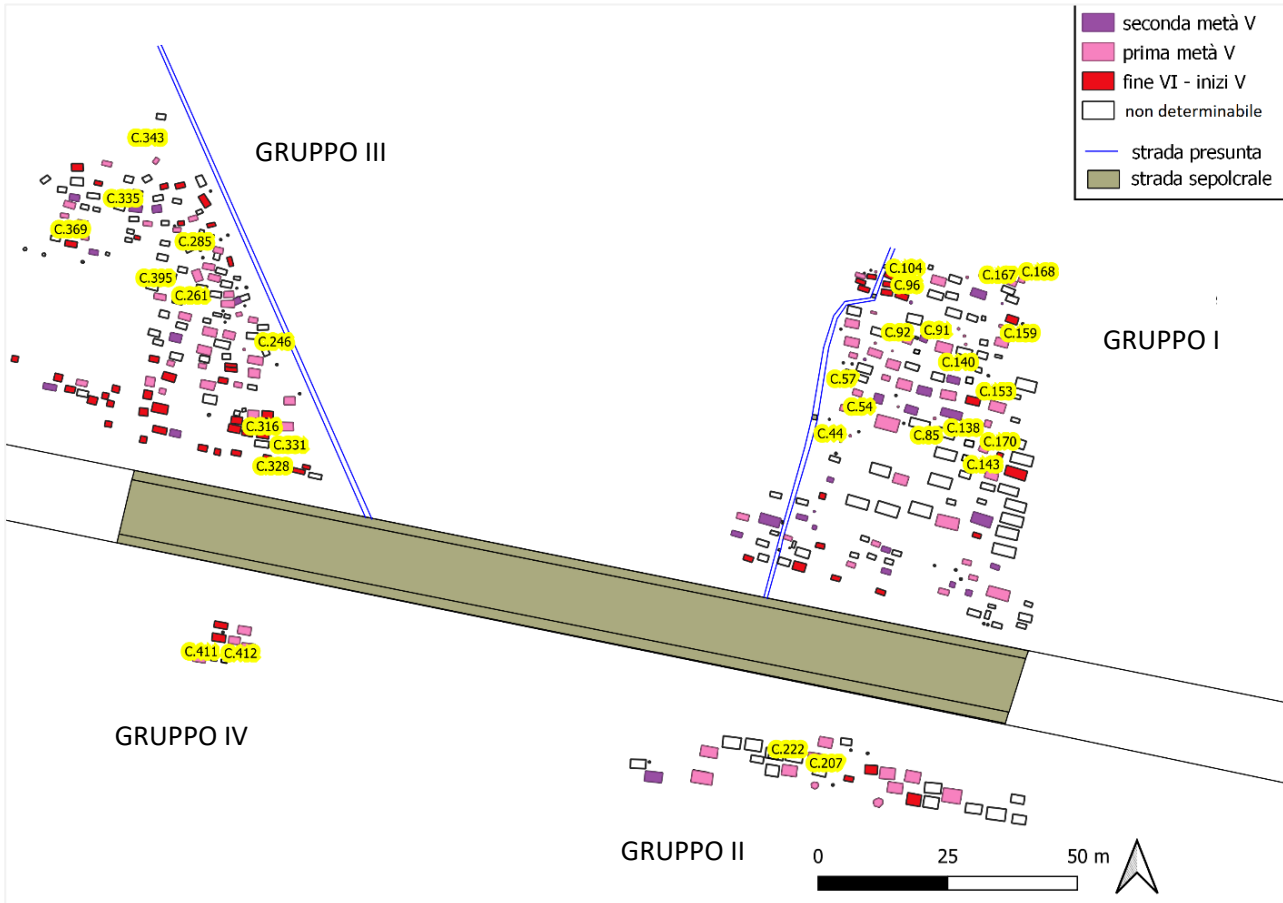 seconda metà V
prima metà V
fine VI - inizi V
non determinabile
strada presunta
strada sepolcrale
GRUPPO III
C.343
C.335
C.369
C.285
C.395
C.261
C.246
C.316
C.331
C.328
GRUPPO I
C.104
C.167
C.168
C.96
C.92
C.91
C.159
C.140
C.57
C.153
C.54
C.44
C.85
C.138
C.170
C.143
C.411
C.412
GRUPPO IV
C.222
C.207
GRUPPO II
0 25 50 m